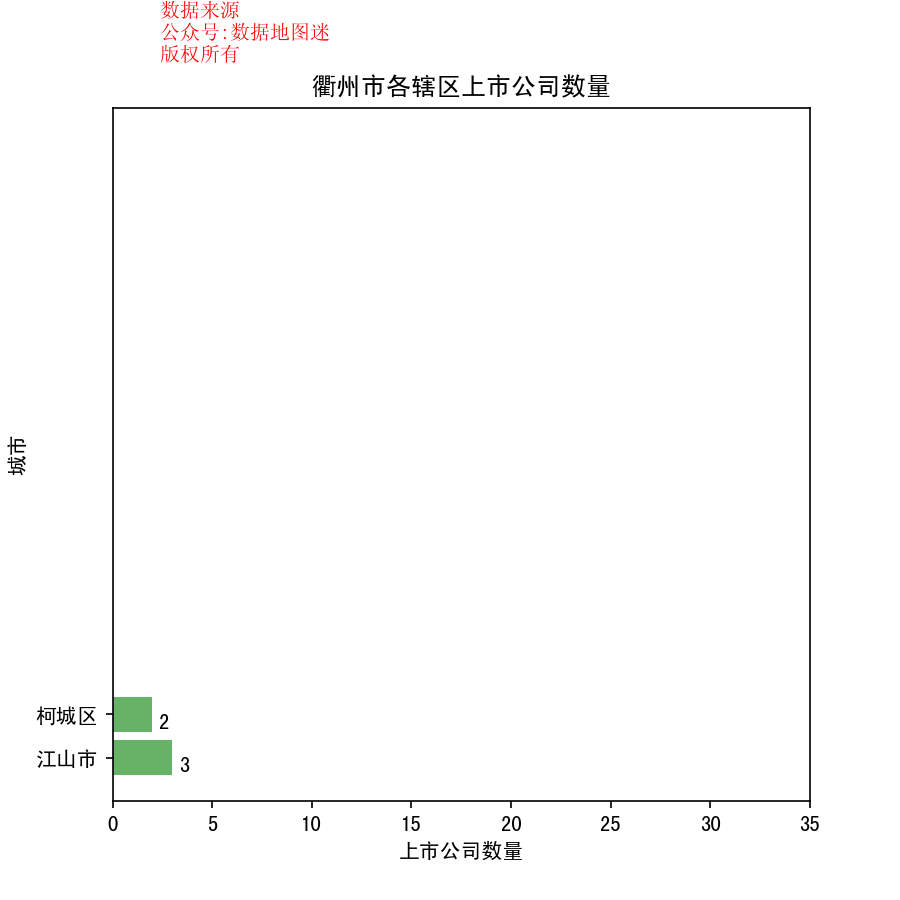 数据来源
公众号:数据地图迷
版权所有
衢州市各辖区上市公司数量
城市
柯城区
2
江山市
3
0 5 10 15 20 25 30 35
上市公司数量